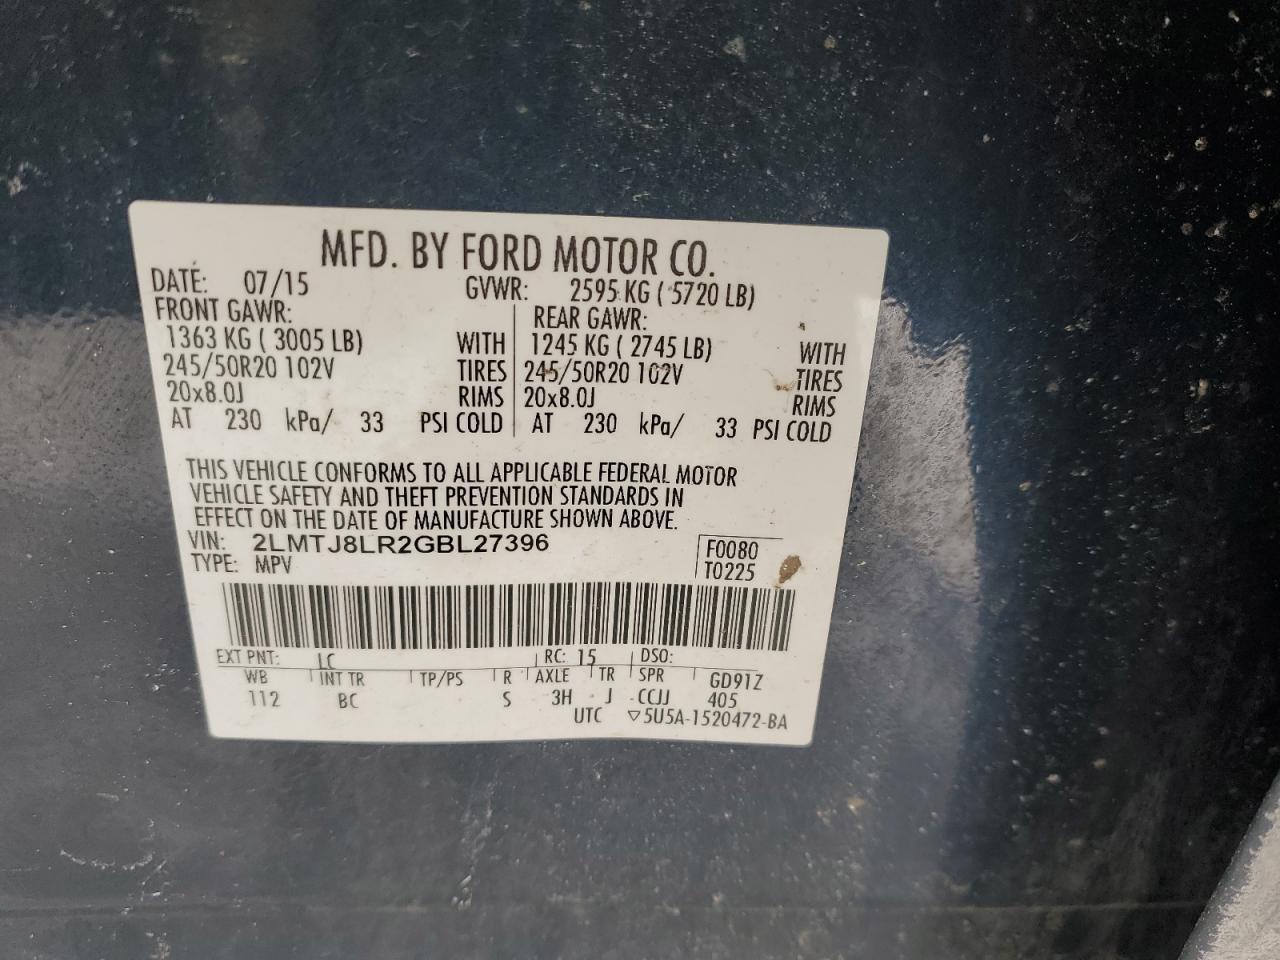 MFD. BY FORD MOTOR CO.
DATE: 07/15 GVWR: 2595 KG ( 5720 LB)
FRONT GAWR: REAR GAWR:
1363 KG ( 3005 LB) WITH 1245 KG ( 2745 LB) WITH
245/50R20 102V TIRES 245/50R20 102V TIRES
20x8.0J RIMS 20x8.0J RIMS
AT 230 kPa/ 33 PSI COLD AT 230 kPa/ 33 PSI COLD
THIS VEHICLE CONFORMS TO ALL APPLICABLE FEDERAL MOTOR
VEHICLE SAFETY AND THEFT PREVENTION STANDARDS IN
EFFECT ON THE DATE OF MANUFACTURE SHOWN ABOVE.
VIN: 2LMTJ8LR2GBL27396 F0080
TYPE: MPV T0225
EXT PNT: LC RC: 15 DSO:
WB INT TR TP/PS R AXLE TR SPR GD91Z
112 BC S 3H J CCJJ 405
UTC ▽5U5A-1520472-BA